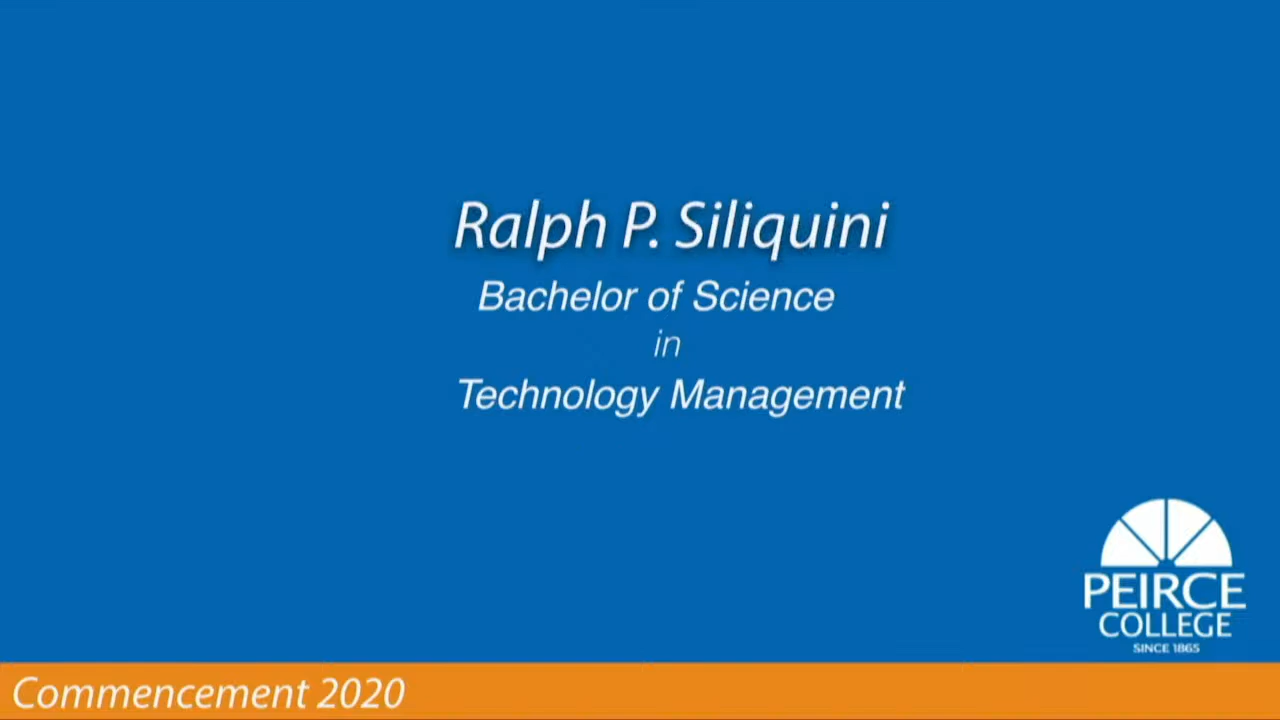 Ralph P. Siliquini
Bachelor of Science
in
Technology Management
PEIRCE
COLLEGE
SINCE 1865
Commencement 2020